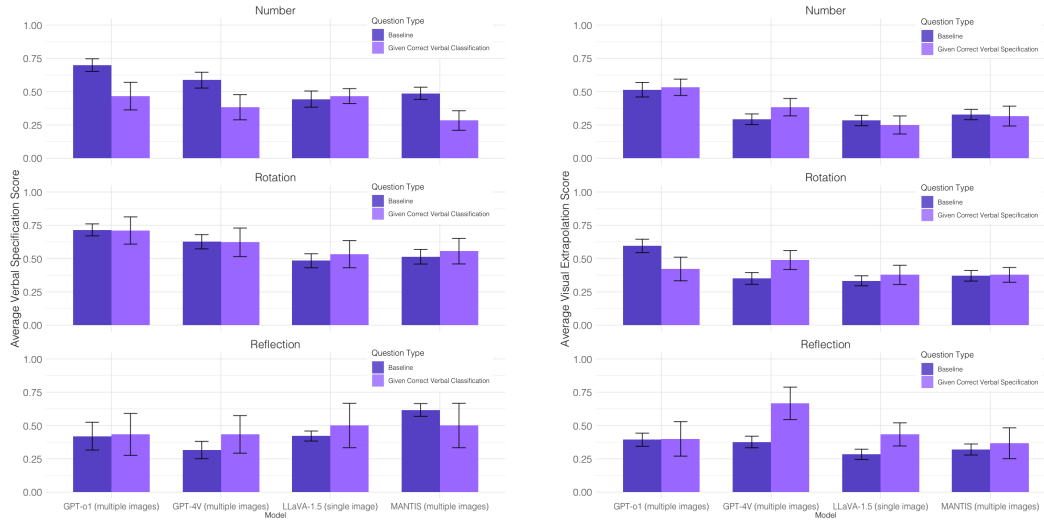 Number
Question Type
Baseline
Given Correct Verbal Classification
1.00
0.75
0.50
0.25
0.00
Rotation
Question Type
Baseline
Given Correct Verbal Classification
1.00
0.75
0.50
0.25
0.00
Reflection
Question Type
Baseline
Given Correct Verbal Classification
1.00
0.75
0.50
0.25
0.00
Average Verbal Specification Score
GPT-o1 (multiple images) GPT-4V (multiple images) LLaVA-1.5 (single image) MANTIS (multiple images)
Model
Number
Question Type
Baseline
Given Correct Verbal Specification
1.00
0.75
0.50
0.25
0.00
Rotation
Question Type
Baseline
Given Correct Verbal Specification
1.00
0.75
0.50
0.25
0.00
Reflection
Question Type
Baseline
Given Correct Verbal Specification
1.00
0.75
0.50
0.25
0.00
Average Visual Extrapolation Score
GPT-o1 (multiple images) GPT-4V (multiple images) LLaVA-1.5 (single image) MANTIS (multiple images)
Model